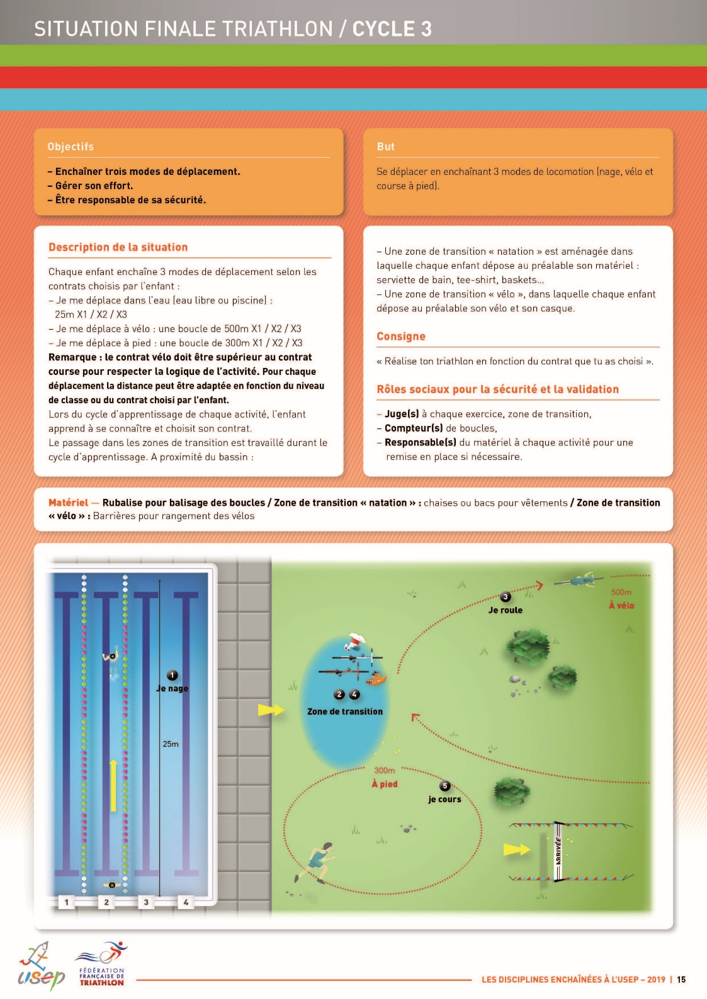 SITUATION FINALE TRIATHLON / CYCLE 3
Objectifs
– Enchaîner trois modes de déplacement.
– Gérer son effort.
– Être responsable de sa sécurité.
But
Se déplacer en enchaînant 3 modes de locomotion (nage, vélo et
course à pied).
Description de la situation
Chaque enfant enchaîne 3 modes de déplacement selon les
contrats choisis par l'enfant :
– Je me déplace dans l'eau (eau libre ou piscine) :
25m X1 / X2 / X3
– Je me déplace à vélo : une boucle de 500m X1 / X2 / X3
– Je me déplace à pied : une boucle de 300m X1 / X2 / X3
Remarque : le contrat vélo doit être supérieur au contrat
course pour respecter la logique de l'activité. Pour chaque
déplacement la distance peut être adaptée en fonction du niveau
de classe ou du contrat choisi par l'enfant.
Lors du cycle d'apprentissage de chaque activité, l'enfant
apprend à se connaître et choisit son contrat.
Le passage dans les zones de transition est travaillé durant le
cycle d'apprentissage. A proximité du bassin :
– Une zone de transition « natation » est aménagée dans
laquelle chaque enfant dépose au préalable son matériel :
serviette de bain, tee-shirt, baskets...
– Une zone de transition « vélo », dans laquelle chaque enfant
dépose au préalable son vélo et son casque.
Consigne
« Réalise ton triathlon en fonction du contrat que tu as choisi ».
Rôles sociaux pour la sécurité et la validation
– Juge(s) à chaque exercice, zone de transition,
– Compteur(s) de boucles,
– Responsable(s) du matériel à chaque activité pour une
remise en place si nécessaire.
Matériel — Rubalise pour balisage des boucles / Zone de transition « natation » : chaises ou bacs pour vêtements / Zone de transition
« vélo » : Barrières pour rangement des vélos
1
Je nage
25m
1 2 3 4
2 4
Zone de transition
3
Je roule
500m
À vélo
300m
À pied
5
je cours
ARRIVÉE
usep
FÉDÉRATION
FRANÇAISE DE
TRIATHLON
LES DISCIPLINES ENCHAÎNÉES À L'USEP – 2019 | 15